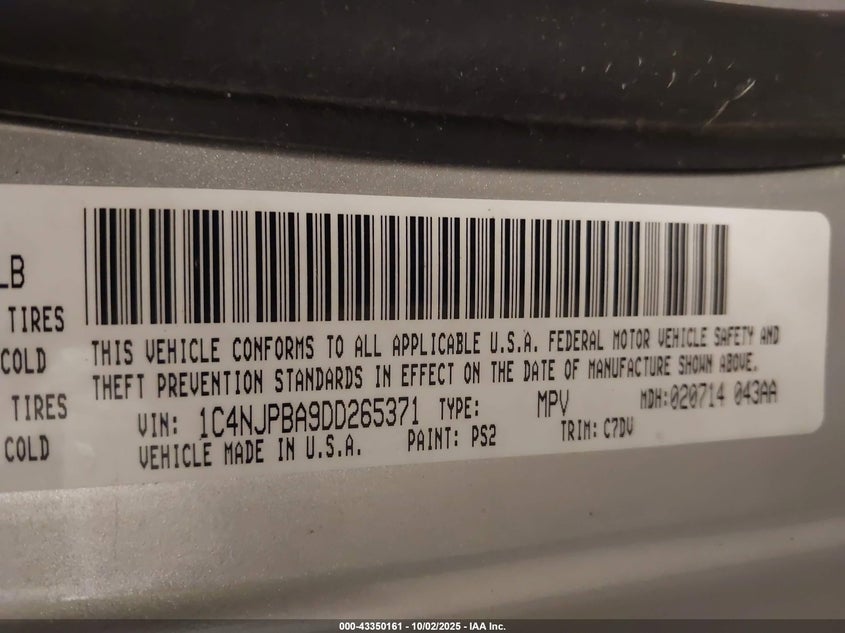 LB
TIRES
COLD
TIRES
COLD
THIS VEHICLE CONFORMS TO ALL APPLICABLE U.S.A. FEDERAL MOTOR VEHICLE SAFETY AND
THEFT PREVENTION STANDARDS IN EFFECT ON THE DATE OF MANUFACTURE SHOWN ABOVE.
VIN: 1C4NJPBA9DD265371 TYPE: MPV MDH:020714 043AA
VEHICLE MADE IN U.S.A. PAINT: PS2 TRIM: C7DV
000-43350161 - 10/02/2025 - IAA Inc.